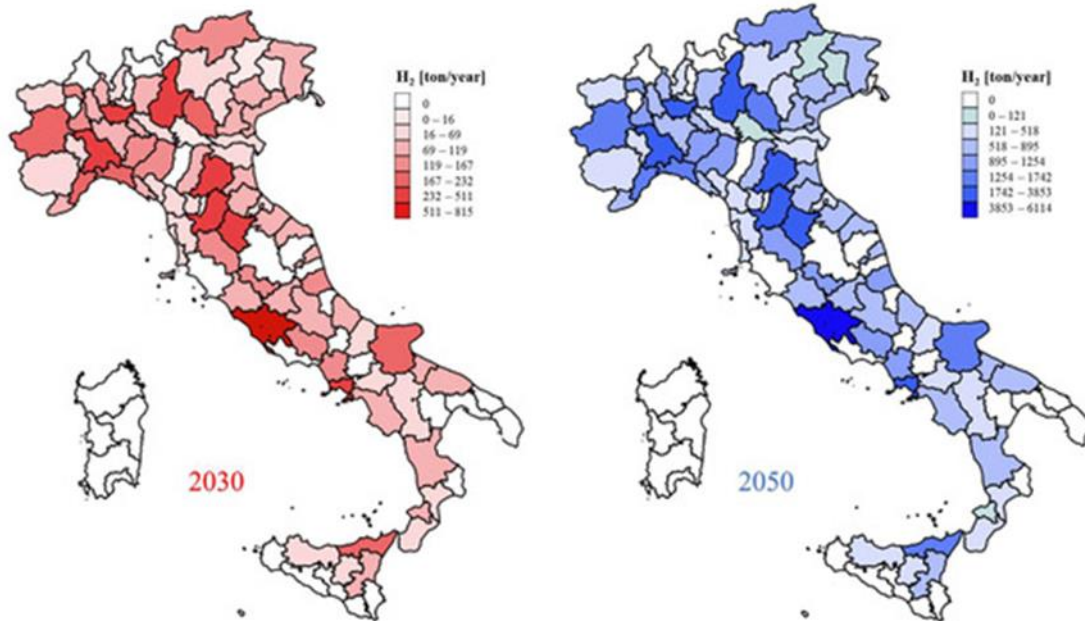 H₂ [ton/year]
0
0 – 16
16 – 69
69 – 119
119 – 167
167 – 232
232 – 511
511 – 815
2030
H₂ [ton/year]
0
0 – 121
121 – 518
518 – 895
895 – 1254
1254 – 1742
1742 – 3853
3853 – 6114
2050